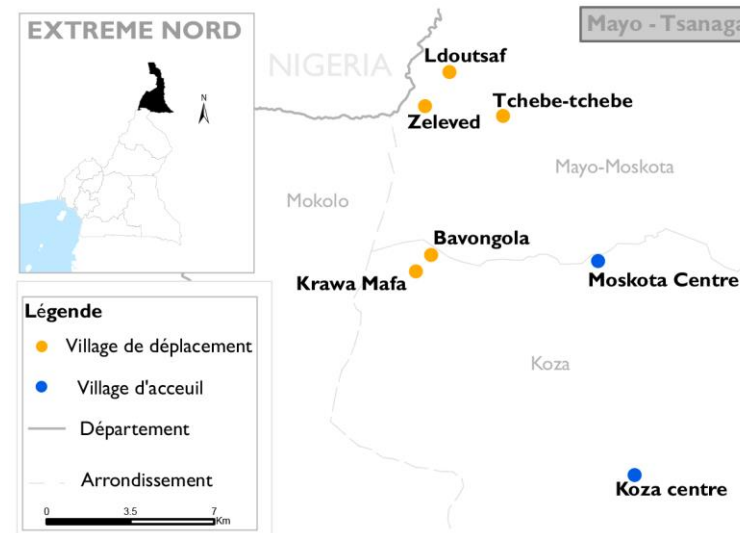 EXTREME NORD
N
NIGERIA
Mayo - Tsanaga
Ldoutsaf
Zeleved
Tchebe-tchebe
Mayo-Moskota
Mokolo
Bavongola
Krawa Mafa
Moskota Centre
Koza
Koza centre
Légende
Village de déplacement
Village d'acceuil
Département
Arrondissement
0 3.5 7
Km